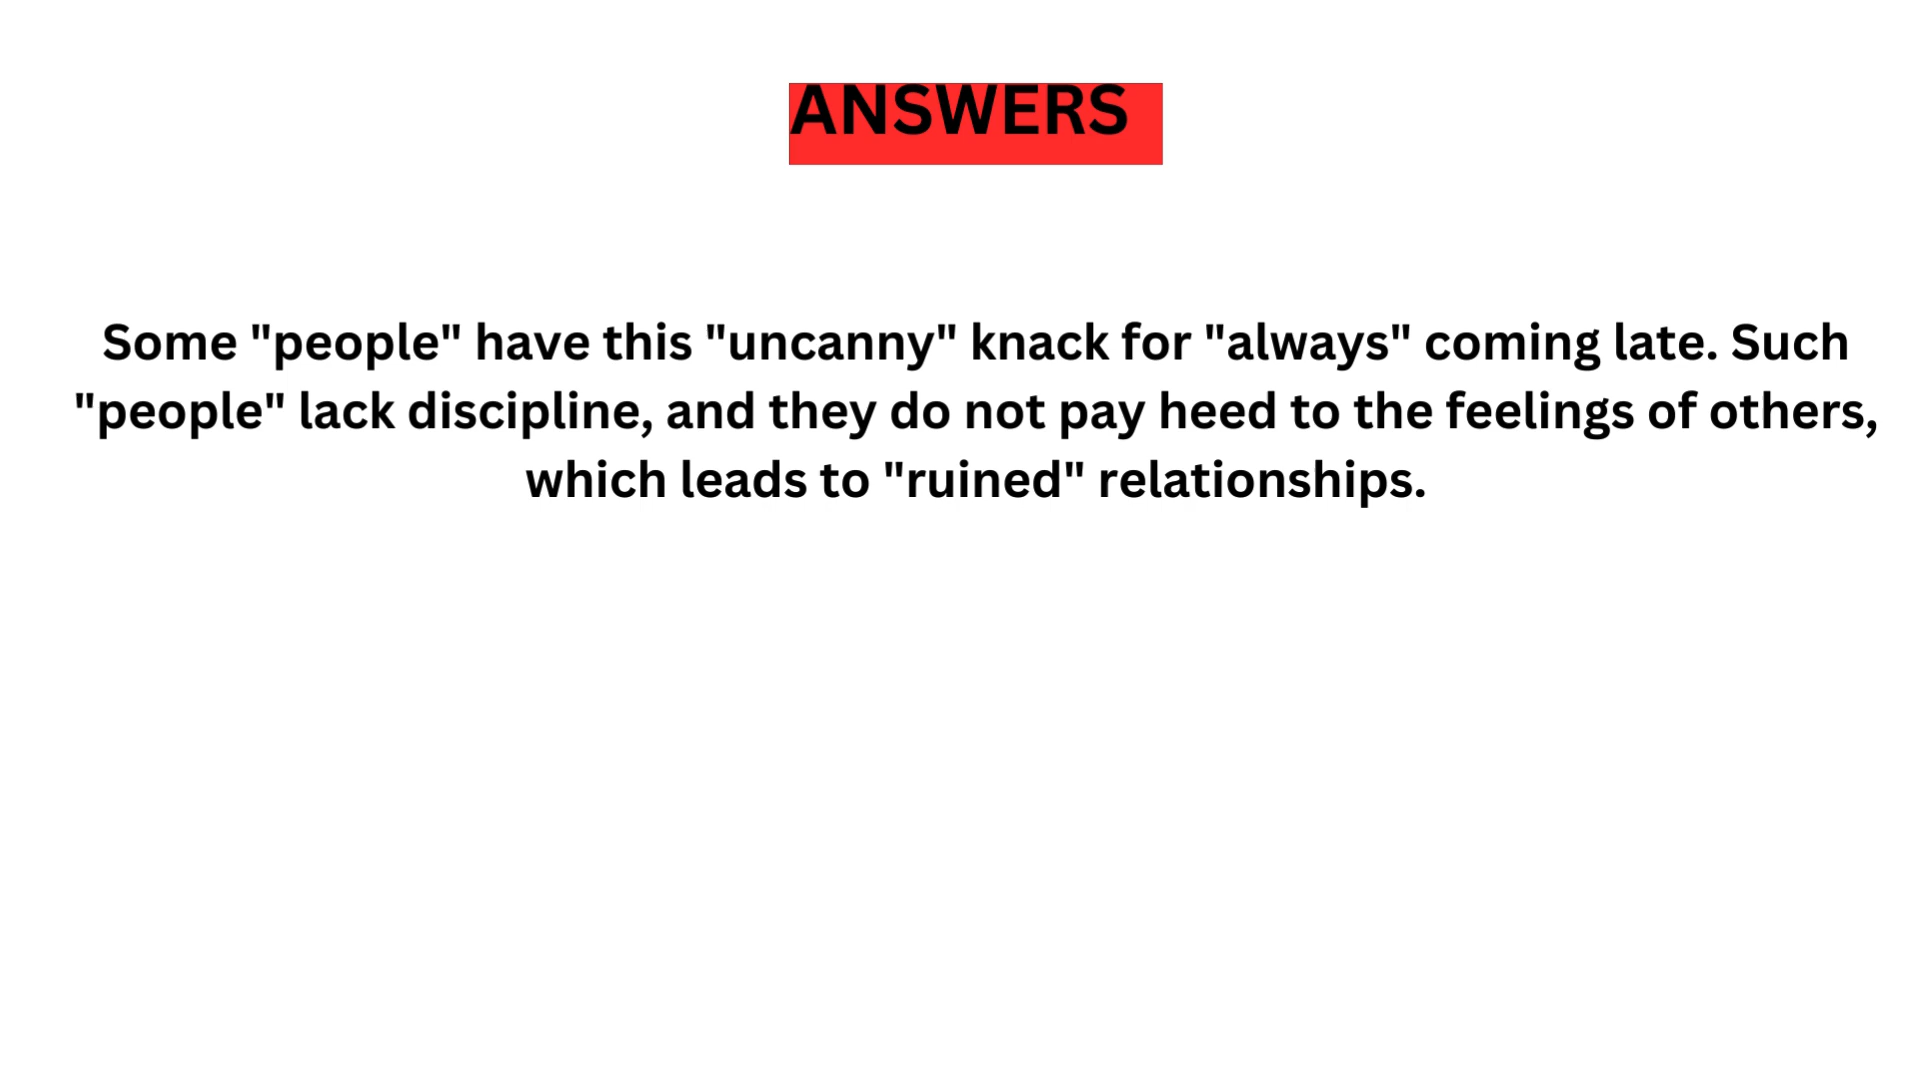 ANSWERS
Some "people" have this "uncanny" knack for "always" coming late. Such
"people" lack discipline, and they do not pay heed to the feelings of others,
which leads to "ruined" relationships.